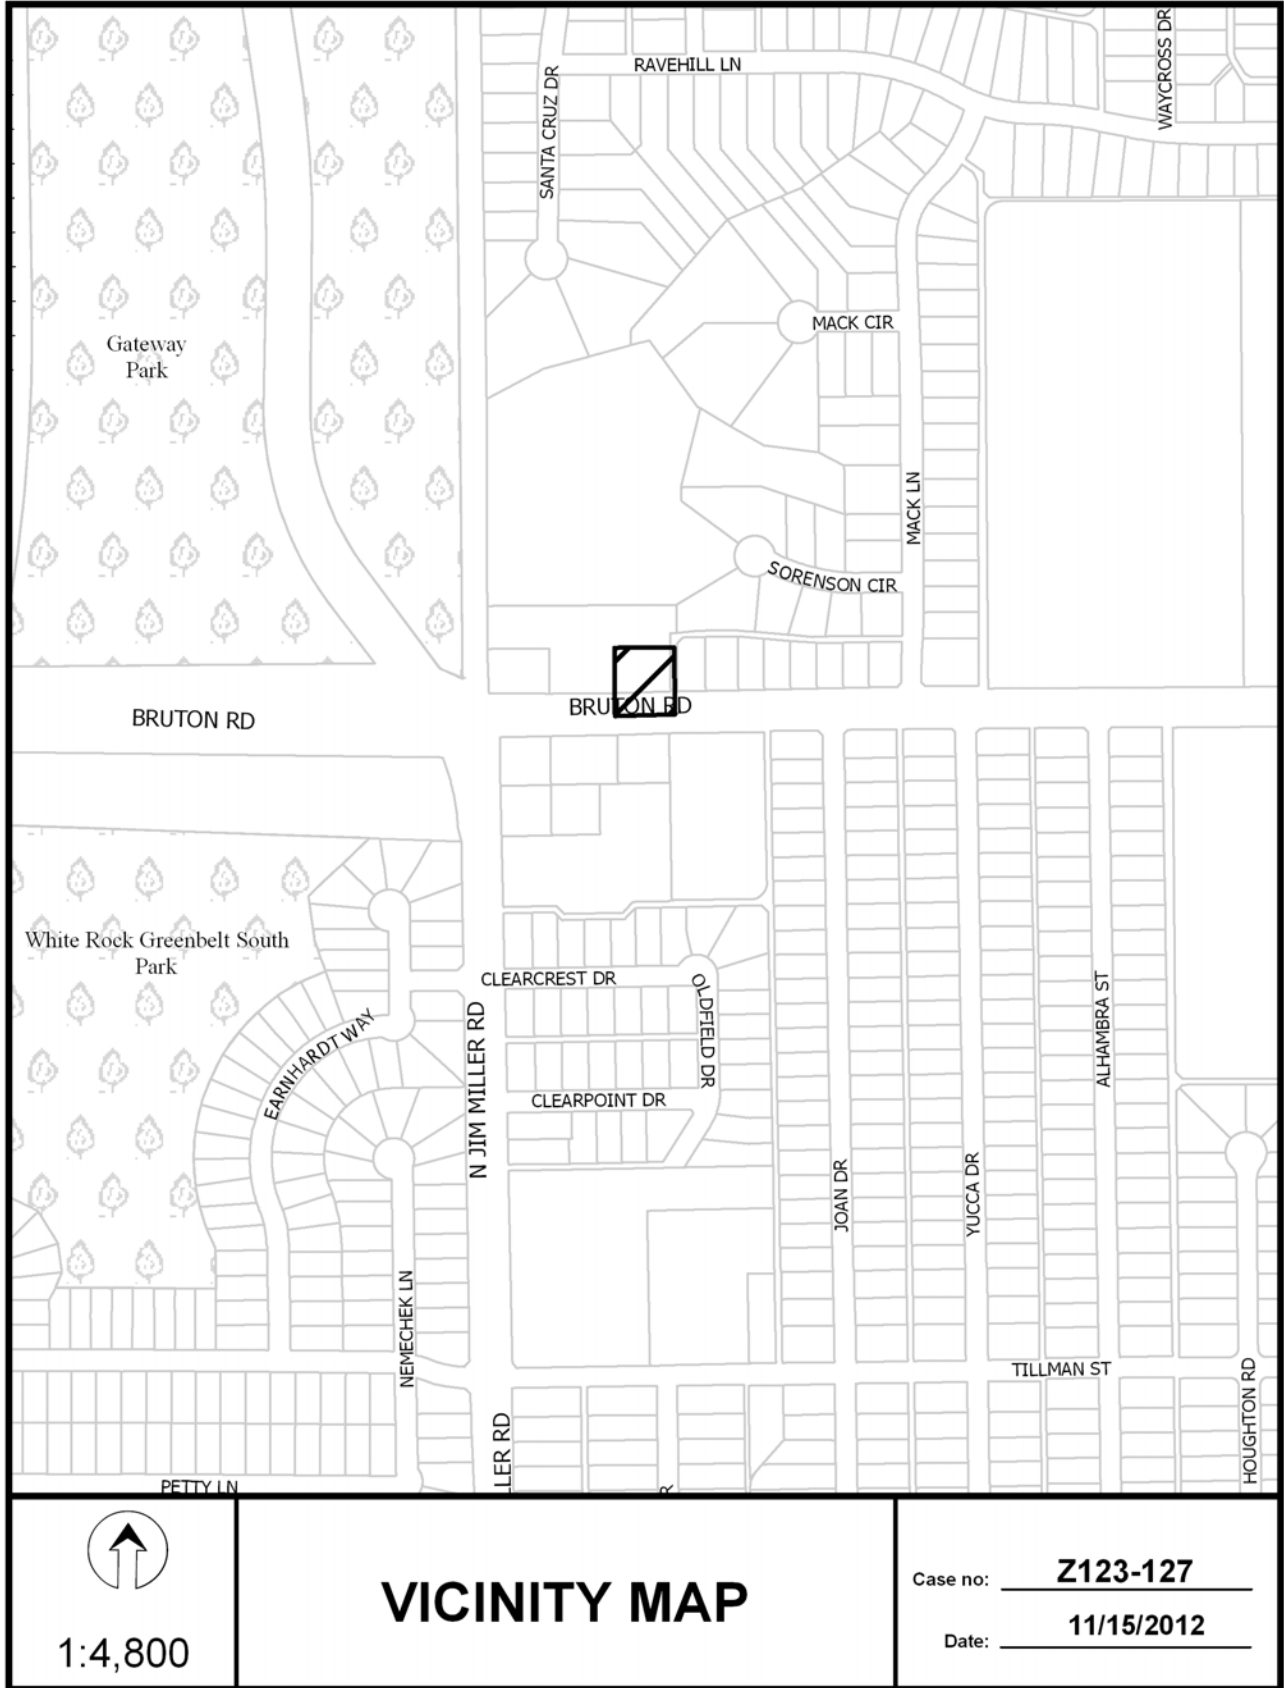 WAYCROSS DR
RAVEHILL LN
SANTA CRUZ DR
MACK CIR
Gateway
Park
MACK LN
SORENSON CIR
BRUTON RD
BRUTON RD
White Rock Greenbelt South
Park
CLEARCREST DR
OLDFIELD DR
EARNHARDT WAY
N JIM MILLER RD
ALHAMBRA ST
CLEARPOINT DR
JOAN DR
YUCCA DR
NEMECHEK LN
TILLMAN ST
HOUGHTON RD
LLER RD
PETTY LN
1:4,800
VICINITY MAP
Case no: Z123-127
Date: 11/15/2012